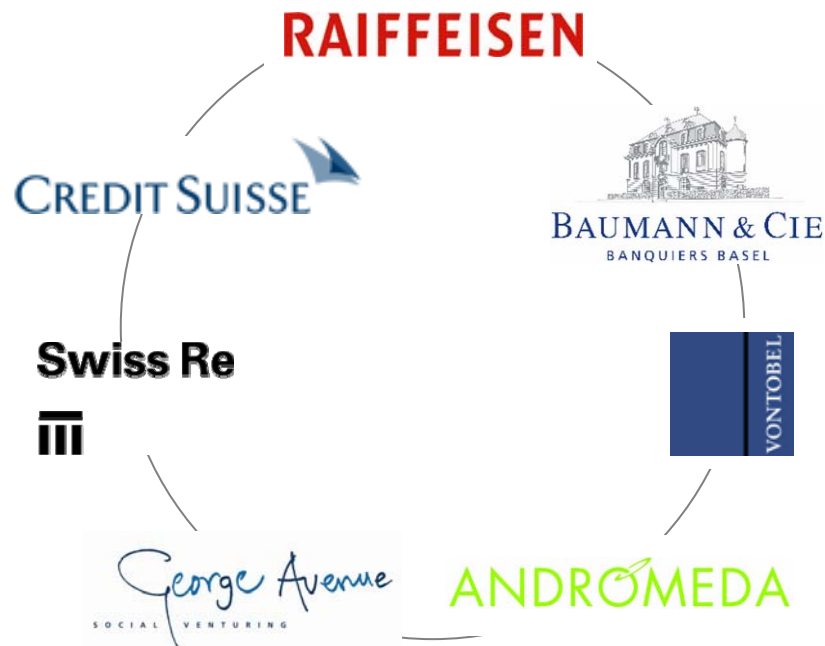 RAIFFEISEN
CREDIT SUISSE
BAUMANN & CIE
BANQUIERS BASEL
Swiss Re
VONTOBEL
George Avenue
SOCIAL VENTURING
ANDROMEDA